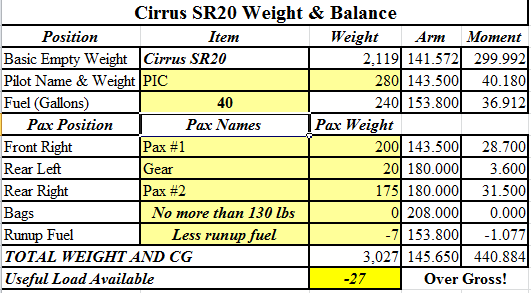 Cirrus SR20 Weight & Balance
Position Item Weight Arm Moment
Basic Empty Weight Cirrus SR20 2,119 141.572 299.992
Pilot Name & Weight PIC 280 143.500 40.180
Fuel (Gallons) 40 240 153.800 36.912
Pax Position Pax Names Pax Weight
Front Right Pax #1 200 143.500 28.700
Rear Left Gear 20 180.000 3.600
Rear Right Pax #2 175 180.000 31.500
Bags No more than 130 lbs 0 208.000 0.000
Runup Fuel Less runup fuel -7 153.800 -1.077
TOTAL WEIGHT AND CG 3,027 145.650 440.884
Useful Load Available -27 Over Gross!